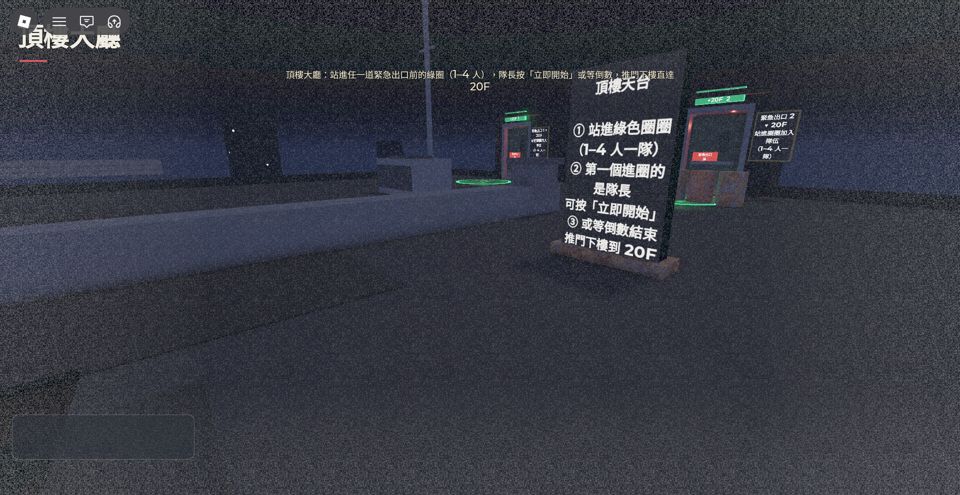 頂樓大廳
頂樓大廳：站進任一道緊急出口前的綠圈（1–4 人），隊長按「立即開始」或等倒數，推門下樓直達
20F
頂樓天台
① 站進綠色圈圈
（1–4 人一隊）
② 第一個進圈的
是隊長
可按「立即開始」
③ 或等倒數結束
推門下樓到 20F
緊急出口 2
站進圈圈加入
隊伍
（1–4 人一
隊）